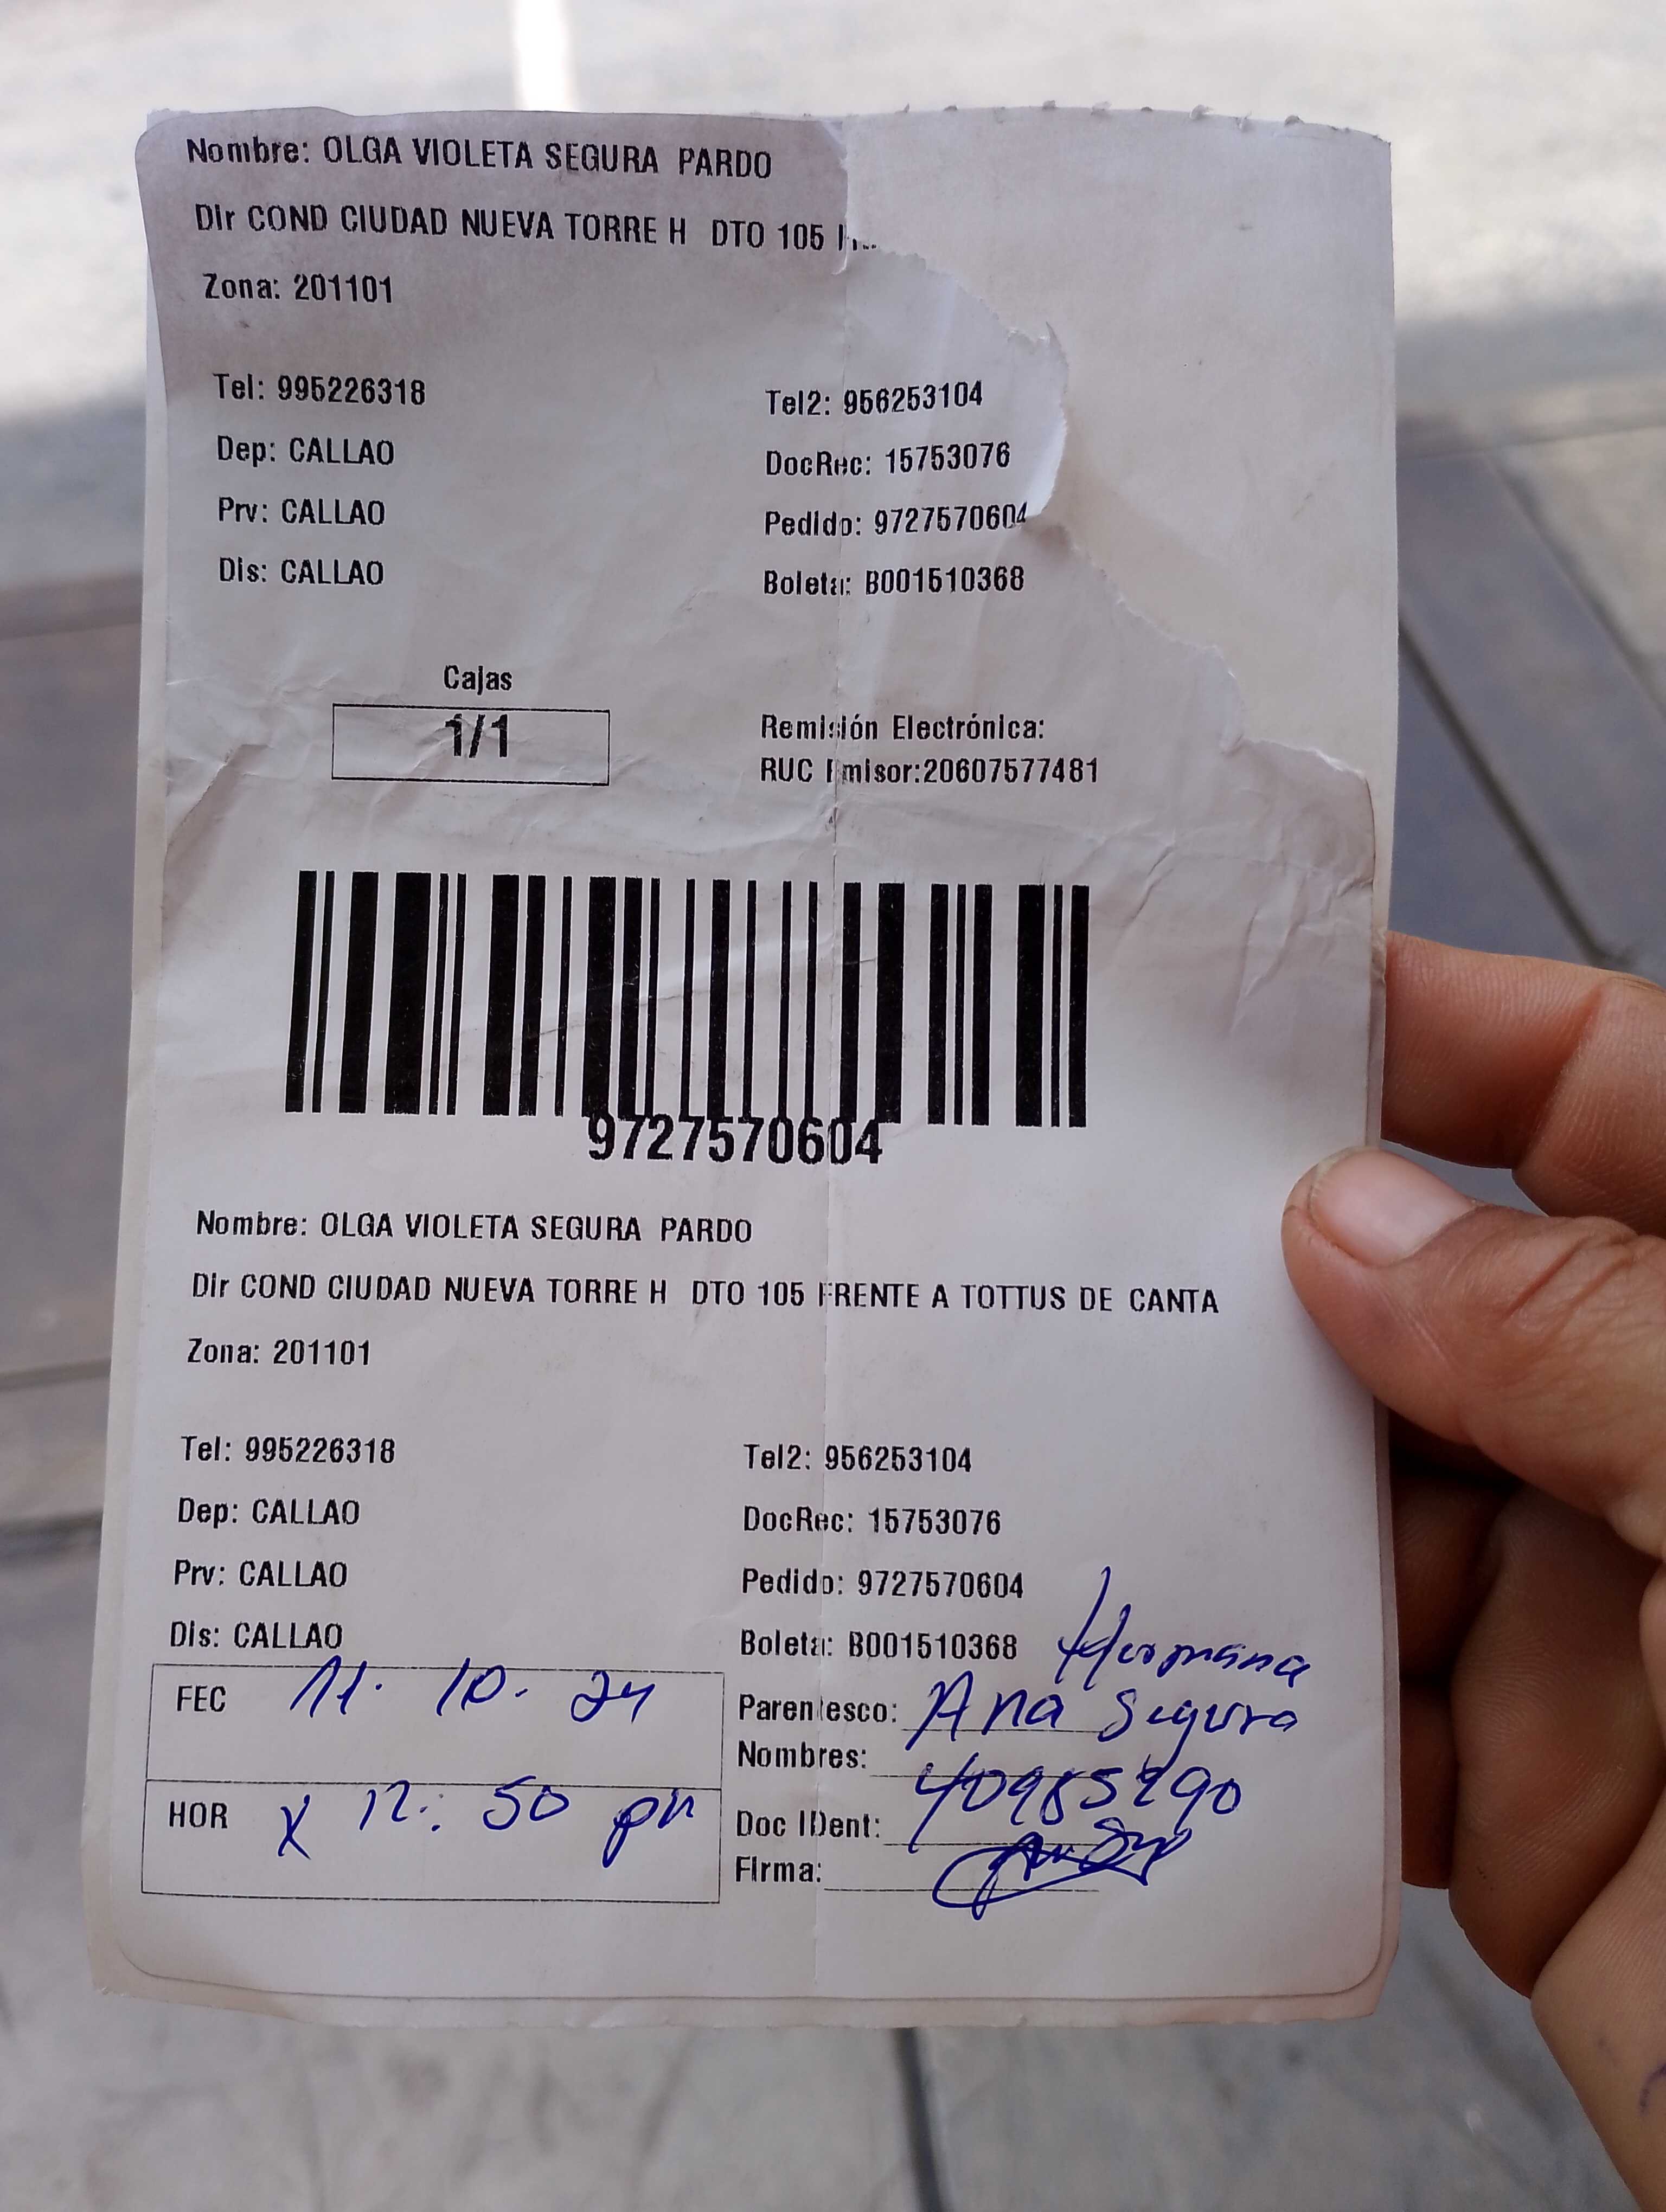 Nombre: OLGA VIOLETA SEGURA PARDO
Dir COND CIUDAD NUEVA TORRE H DTO 105
Zona: 201101
Tel: 995226318 Tel2: 956253104
Dep: CALLAO DocRec: 15753076
Prv: CALLAO Pedido: 9727570604
Dis: CALLAO Boleta: B001510368
Cajas
1/1
Remisión Electrónica:
RUC Emisor:20607577481
9727570604
Nombre: OLGA VIOLETA SEGURA PARDO
Dir COND CIUDAD NUEVA TORRE H DTO 105 FRENTE A TOTTUS DE CANTA
Zona: 201101
Tel: 995226318 Tel2: 956253104
Dep: CALLAO DocRec: 15753076
Prv: CALLAO Pedido: 9727570604
Dis: CALLAO Boleta: B001510368 Hermana
FEC 11. 10. 24 Parentesco: Ana Segura
Nombres:
HOR X 12: 50 pm Doc IDent: 40985290
Firma: